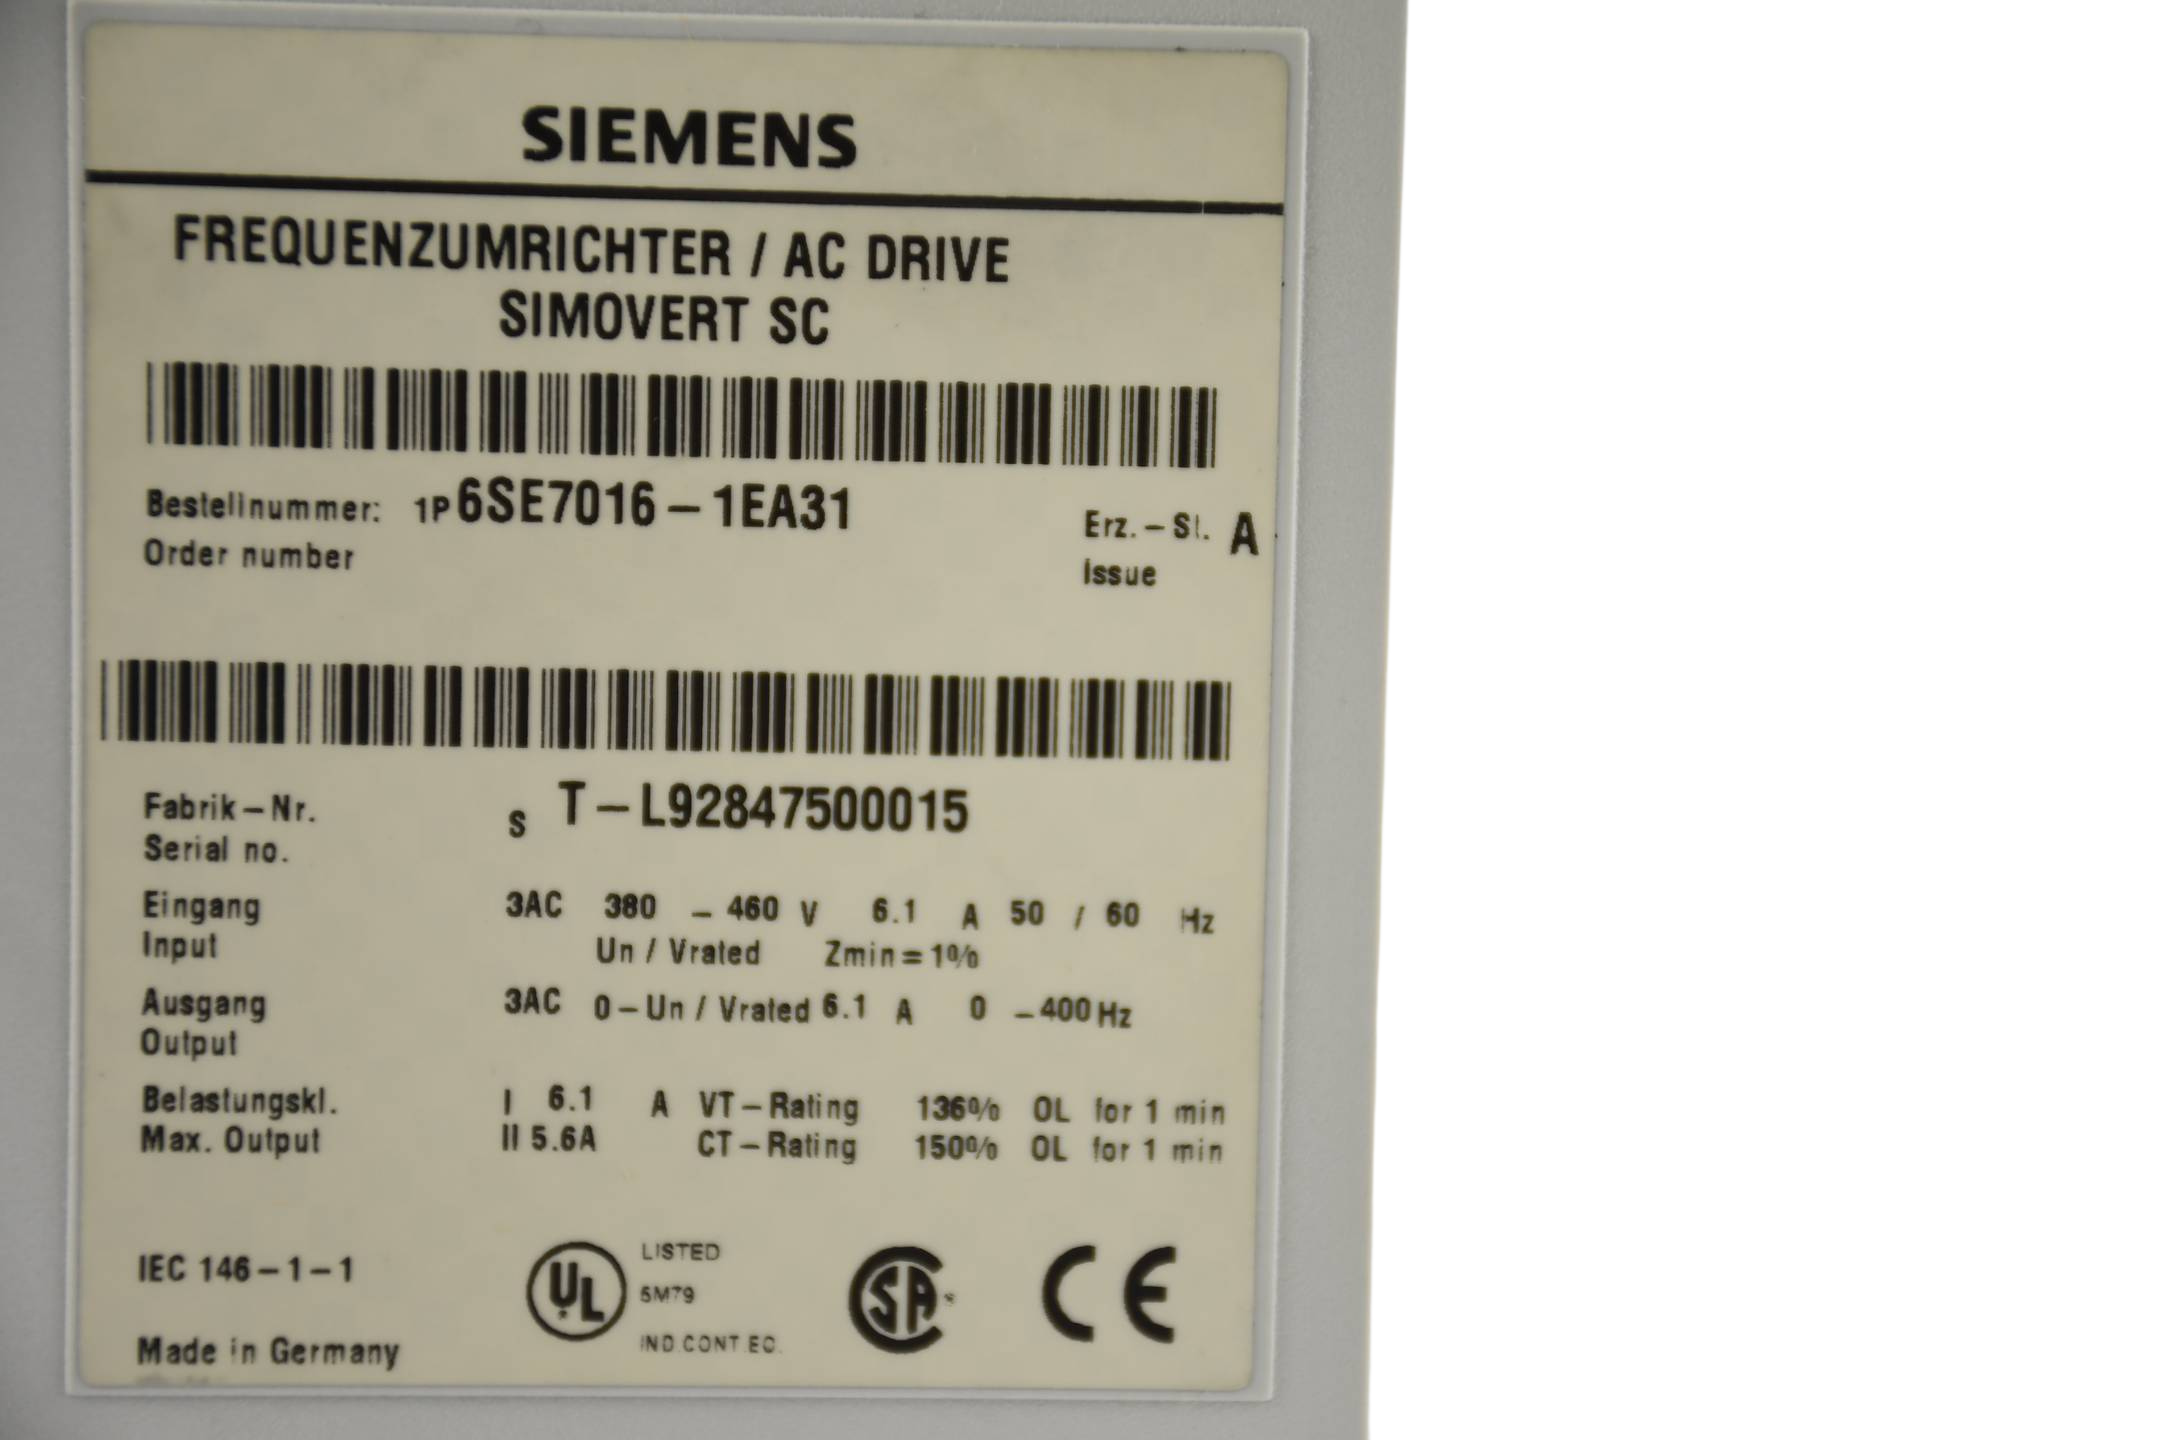 SIEMENS
FREQUENZUMRICHTER / AC DRIVE
SIMOVERT SC
Bestellnummer: 1P 6SE7016-1EA31 Erz.-St. A
Order number issue
Fabrik-Nr. S T-L92847500015
Serial no.
Eingang 3AC 380 - 460 V 6.1 A 50 / 60 Hz
Input Un / Vrated Zmin=1%
Ausgang 3AC 0-Un / Vrated 6.1 A 0 -400 Hz
Output
Belastungskl. I 6.1 A VT-Rating 136% OL for 1 min
Max. Output II 5.6A CT-Rating 150% OL for 1 min
IEC 146-1-1
UL LISTED
5M79
IND.CONT.EQ.
SA
CE
Made in Germany